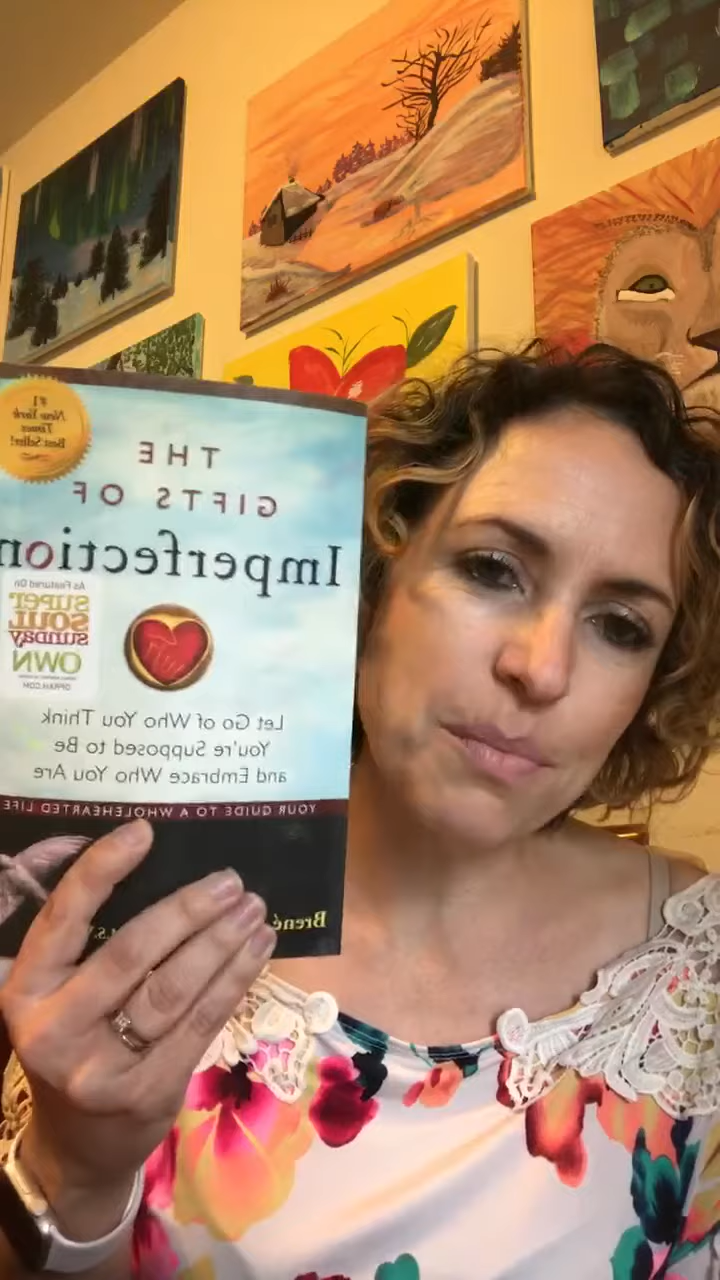 #1
New York
Times
Best Seller!
THE
GIFTS OF
Imperfection
As Featured On
SUPER
SOUL
SUNDAY
OWN
OPRAH.COM
Let Go of Who You Think
You're Supposed to Be
and Embrace Who You Are
YOUR GUIDE TO A WHOLEHEARTED LIFE
Brené